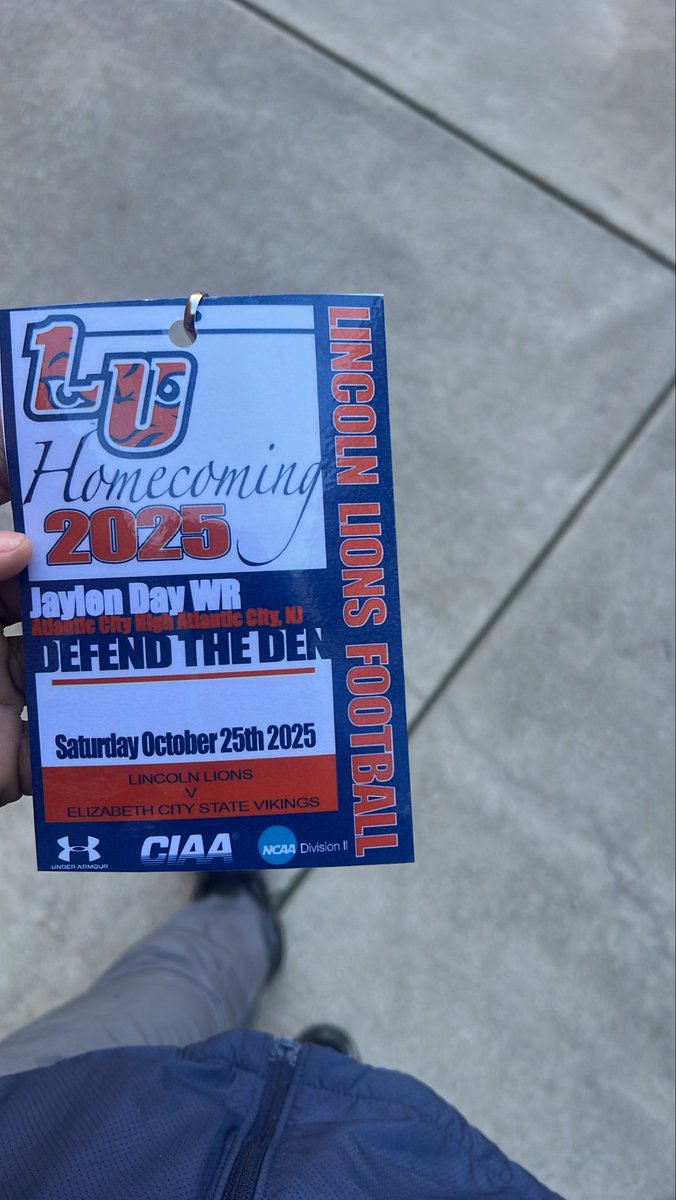 LU
Homecoming
2025
Jaylon Day WR
Atlantic City High Atlantic City, NJ
DEFEND THE DEN
Saturday October 25th 2025
LINCOLN LIONS
V
ELIZABETH CITY STATE VIKINGS
UNDER ARMOUR
CIAA
NCAA Division II
LINCOLN LIONS FOOTBALL